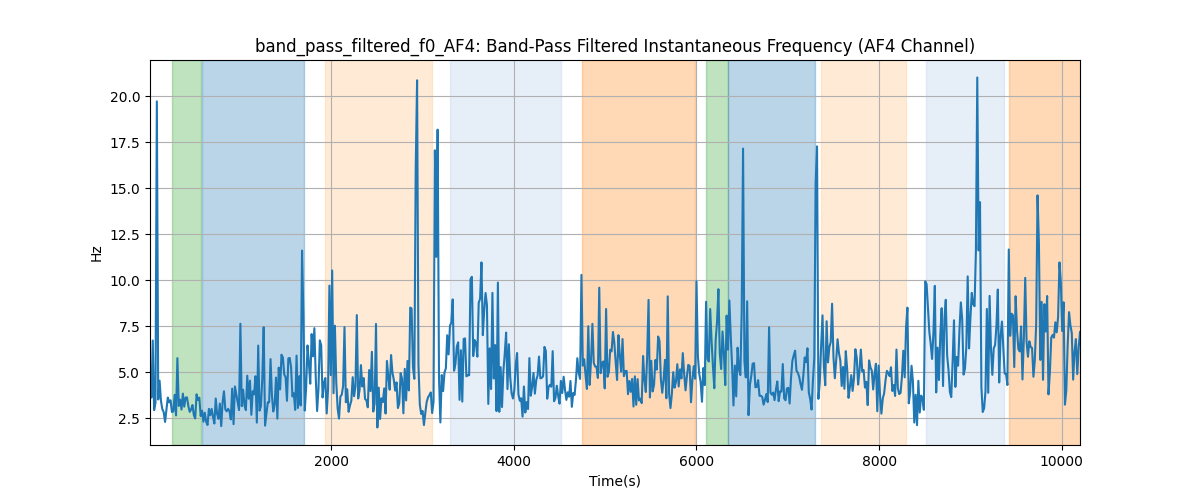 band_pass_filtered_f0_AF4: Band-Pass Filtered Instantaneous Frequency (AF4 Channel)
20.0
17.5
15.0
12.5
10.0
7.5
5.0
2.5
Hz
2000 4000 6000 8000 10000
Time(s)